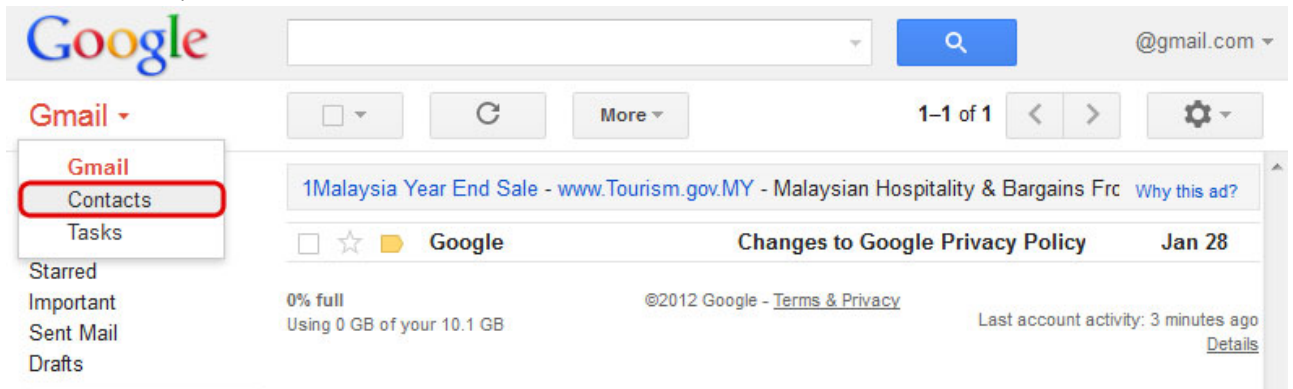 Google
@gmail.com
Gmail
More
1–1 of 1
Gmail
Contacts
Tasks
Starred
Important
Sent Mail
Drafts
1Malaysia Year End Sale - www.Tourism.gov.MY - Malaysian Hospitality & Bargains Frc Why this ad?
Google Changes to Google Privacy Policy Jan 28
0% full
Using 0 GB of your 10.1 GB
©2012 Google - Terms & Privacy
Last account activity: 3 minutes ago
Details